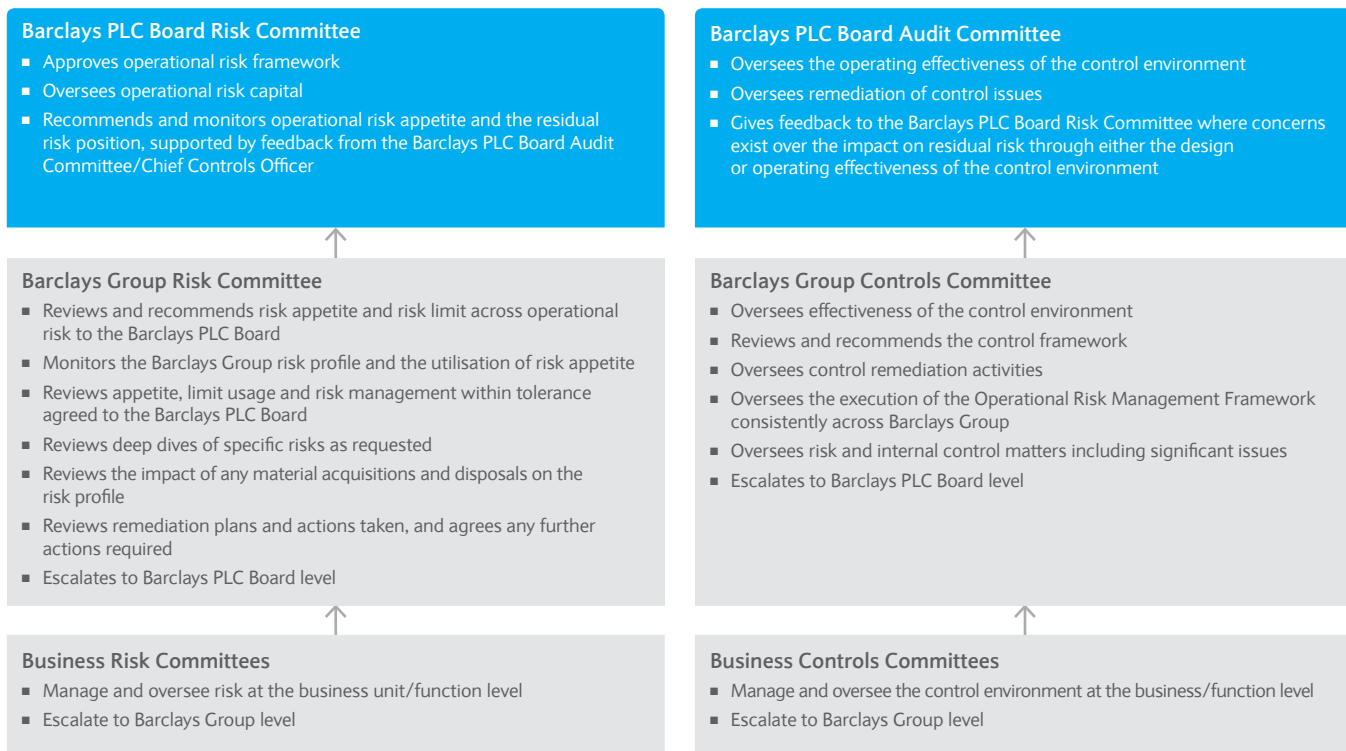 Barclays PLC Board Risk Committee
▪ Approves operational risk framework
▪ Oversees operational risk capital
▪ Recommends and monitors operational risk appetite and the residual
risk position, supported by feedback from the Barclays PLC Board Audit
Committee/Chief Controls Officer
Barclays PLC Board Audit Committee
▪ Oversees the operating effectiveness of the control environment
▪ Oversees remediation of control issues
▪ Gives feedback to the Barclays PLC Board Risk Committee where concerns
exist over the impact on residual risk through either the design
or operating effectiveness of the control environment
Barclays Group Risk Committee
▪ Reviews and recommends risk appetite and risk limit across operational
risk to the Barclays PLC Board
▪ Monitors the Barclays Group risk profile and the utilisation of risk appetite
▪ Reviews appetite, limit usage and risk management within tolerance
agreed to the Barclays PLC Board
▪ Reviews deep dives of specific risks as requested
▪ Reviews the impact of any material acquisitions and disposals on the
risk profile
▪ Reviews remediation plans and actions taken, and agrees any further
actions required
▪ Escalates to Barclays PLC Board level
Barclays Group Controls Committee
▪ Oversees effectiveness of the control environment
▪ Reviews and recommends the control framework
▪ Oversees control remediation activities
▪ Oversees the execution of the Operational Risk Management Framework
consistently across Barclays Group
▪ Oversees risk and internal control matters including significant issues
▪ Escalates to Barclays PLC Board level
Business Risk Committees
▪ Manage and oversee risk at the business unit/function level
▪ Escalate to Barclays Group level
Business Controls Committees
▪ Manage and oversee the control environment at the business/function level
▪ Escalate to Barclays Group level